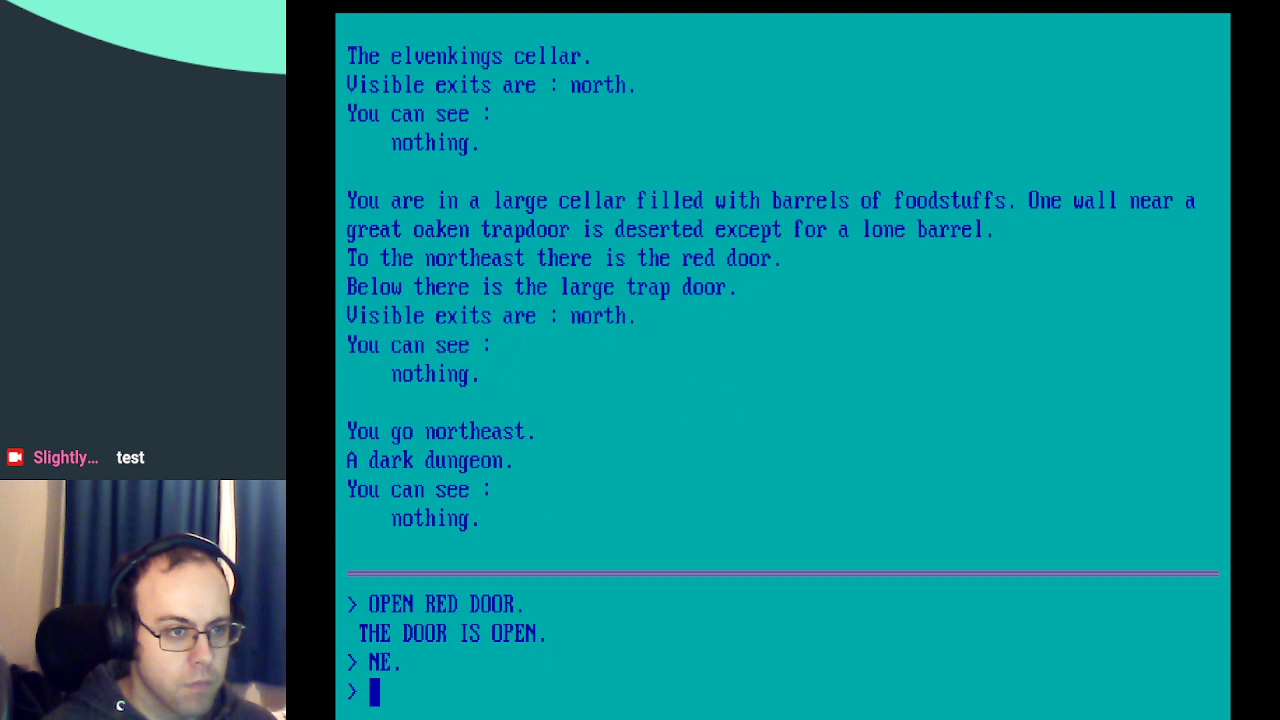 The elvenkings cellar.
Visible exits are : north.
You can see :
nothing.
You are in a large cellar filled with barrels of foodstuffs. One wall near a
great oaken trapdoor is deserted except for a lone barrel.
To the northeast there is the red door.
Below there is the large trap door.
Visible exits are : north.
You can see :
nothing.
You go northeast.
A dark dungeon.
You can see :
nothing.
Slightly… test
> OPEN RED DOOR.
THE DOOR IS OPEN.
> NE.
>